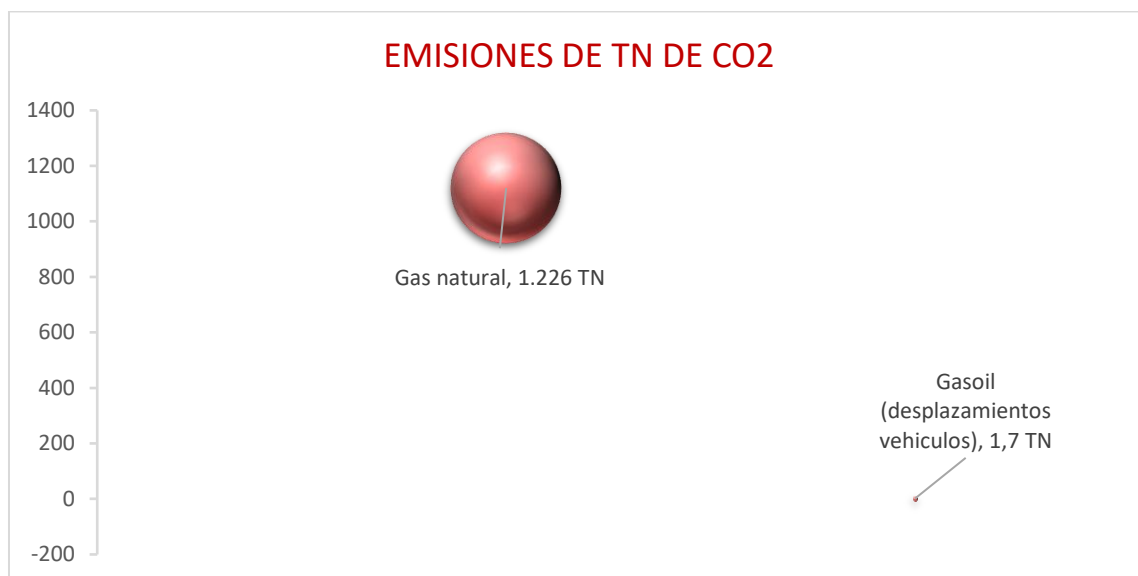 EMISIONES DE TN DE CO2
1400
1200
1000
800
600
400
200
0
-200
Gas natural, 1.226 TN
Gasoil
(desplazamientos
vehiculos), 1,7 TN